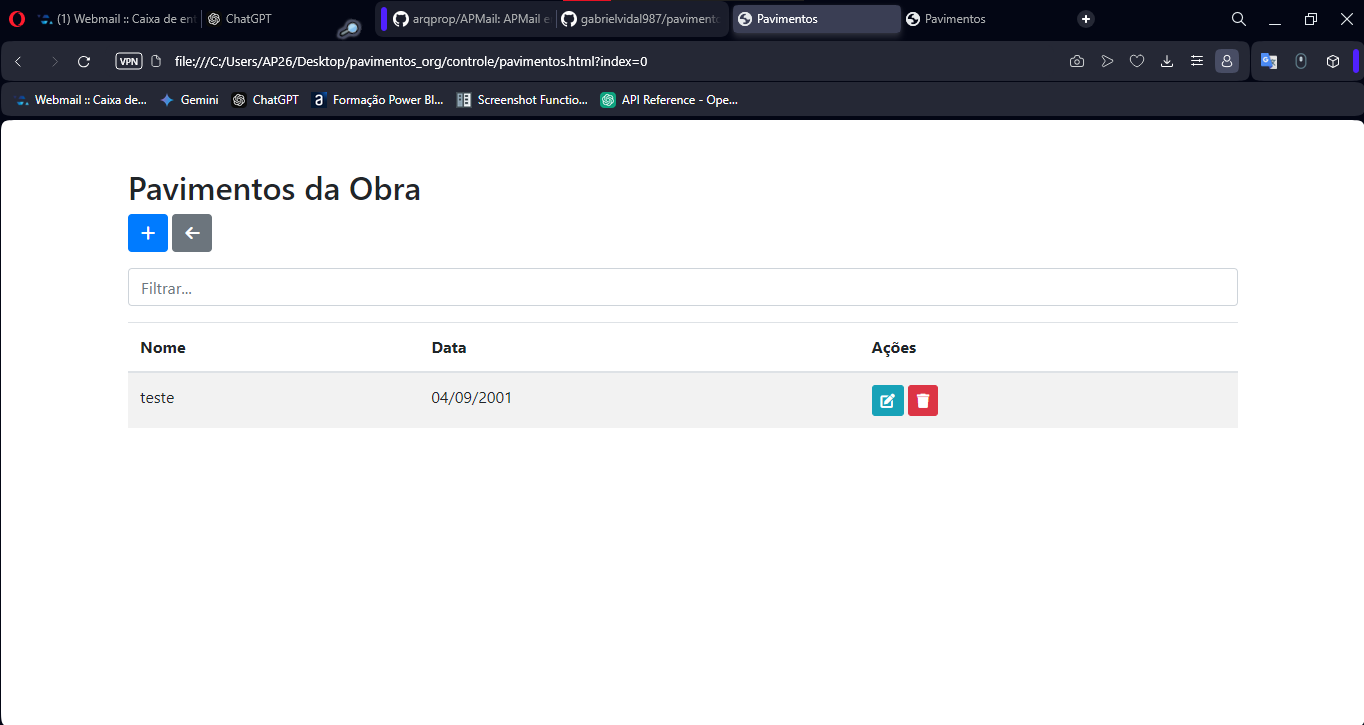 (1) Webmail :: Caixa de en
ChatGPT
arqprop/APMail: APMail e
gabrielvidal987/paviment
Pavimentos
Pavimentos
VPN
file:///C:/Users/AP26/Desktop/pavimentos_org/controle/pavimentos.html?index=0
Webmail :: Caixa de...
Gemini
ChatGPT
Formação Power BI...
Screenshot Functio...
API Reference - Ope...
Pavimentos da Obra
Filtrar...
Nome Data Ações
teste 04/09/2001